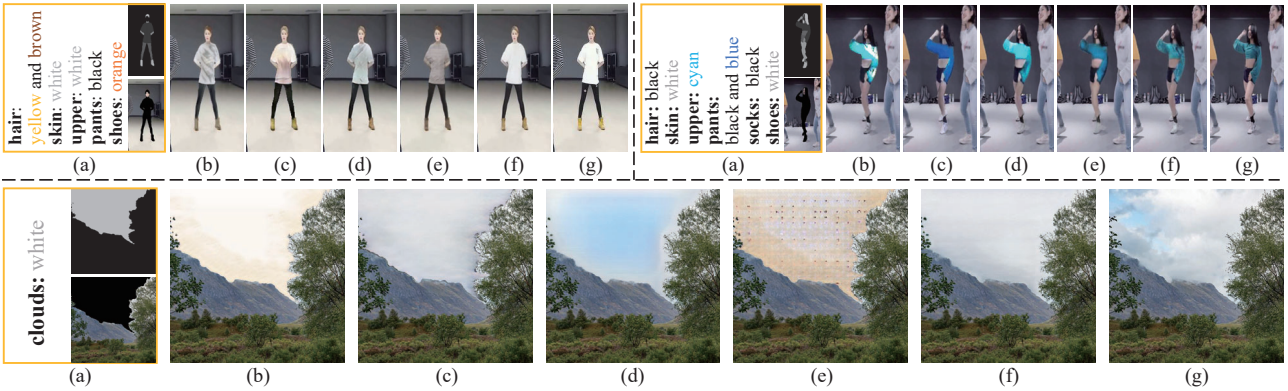 hair:
yellow and brown
skin: white
upper: white
pants: black
shoes: orange
(a)
(b)
(c)
(d)
(e)
(f)
(g)
hair: black
skin: white
upper: cyan
pants:
black and blue
socks: black
shoes: white
(a)
(b)
(c)
(d)
(e)
(f)
(g)
clouds: white
(a)
(b)
(c)
(d)
(e)
(f)
(g)